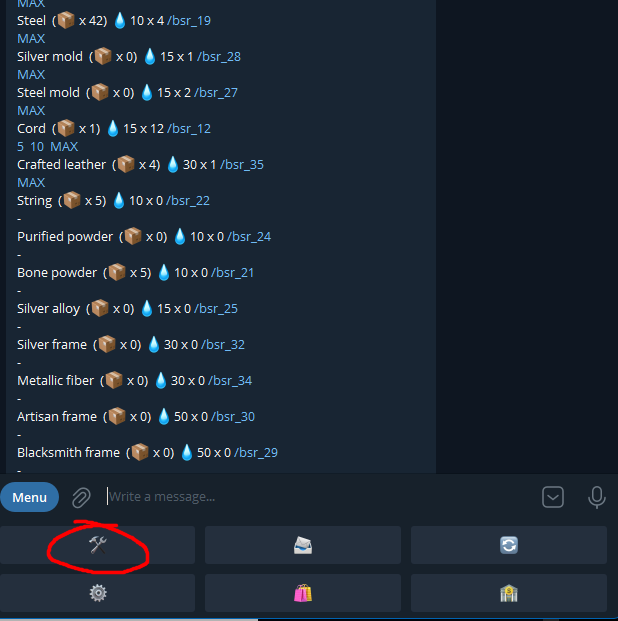 MAX
Steel (📦 x 42) 💧 10 x 4 /bsr_19
MAX
Silver mold (📦 x 0) 💧 15 x 1 /bsr_28
MAX
Steel mold (📦 x 0) 💧 15 x 2 /bsr_27
MAX
Cord (📦 x 1) 💧 15 x 12 /bsr_12
5 10 MAX
Crafted leather (📦 x 4) 💧 30 x 1 /bsr_35
MAX
String (📦 x 5) 💧 10 x 0 /bsr_22
-
Purified powder (📦 x 0) 💧 10 x 0 /bsr_24
-
Bone powder (📦 x 5) 💧 10 x 0 /bsr_21
-
Silver alloy (📦 x 0) 💧 15 x 0 /bsr_25
-
Silver frame (📦 x 0) 💧 30 x 0 /bsr_32
-
Metallic fiber (📦 x 0) 💧 30 x 0 /bsr_34
-
Artisan frame (📦 x 0) 💧 50 x 0 /bsr_30
-
Blacksmith frame (📦 x 0) 💧 50 x 0 /bsr_29
-
Menu Write a message...